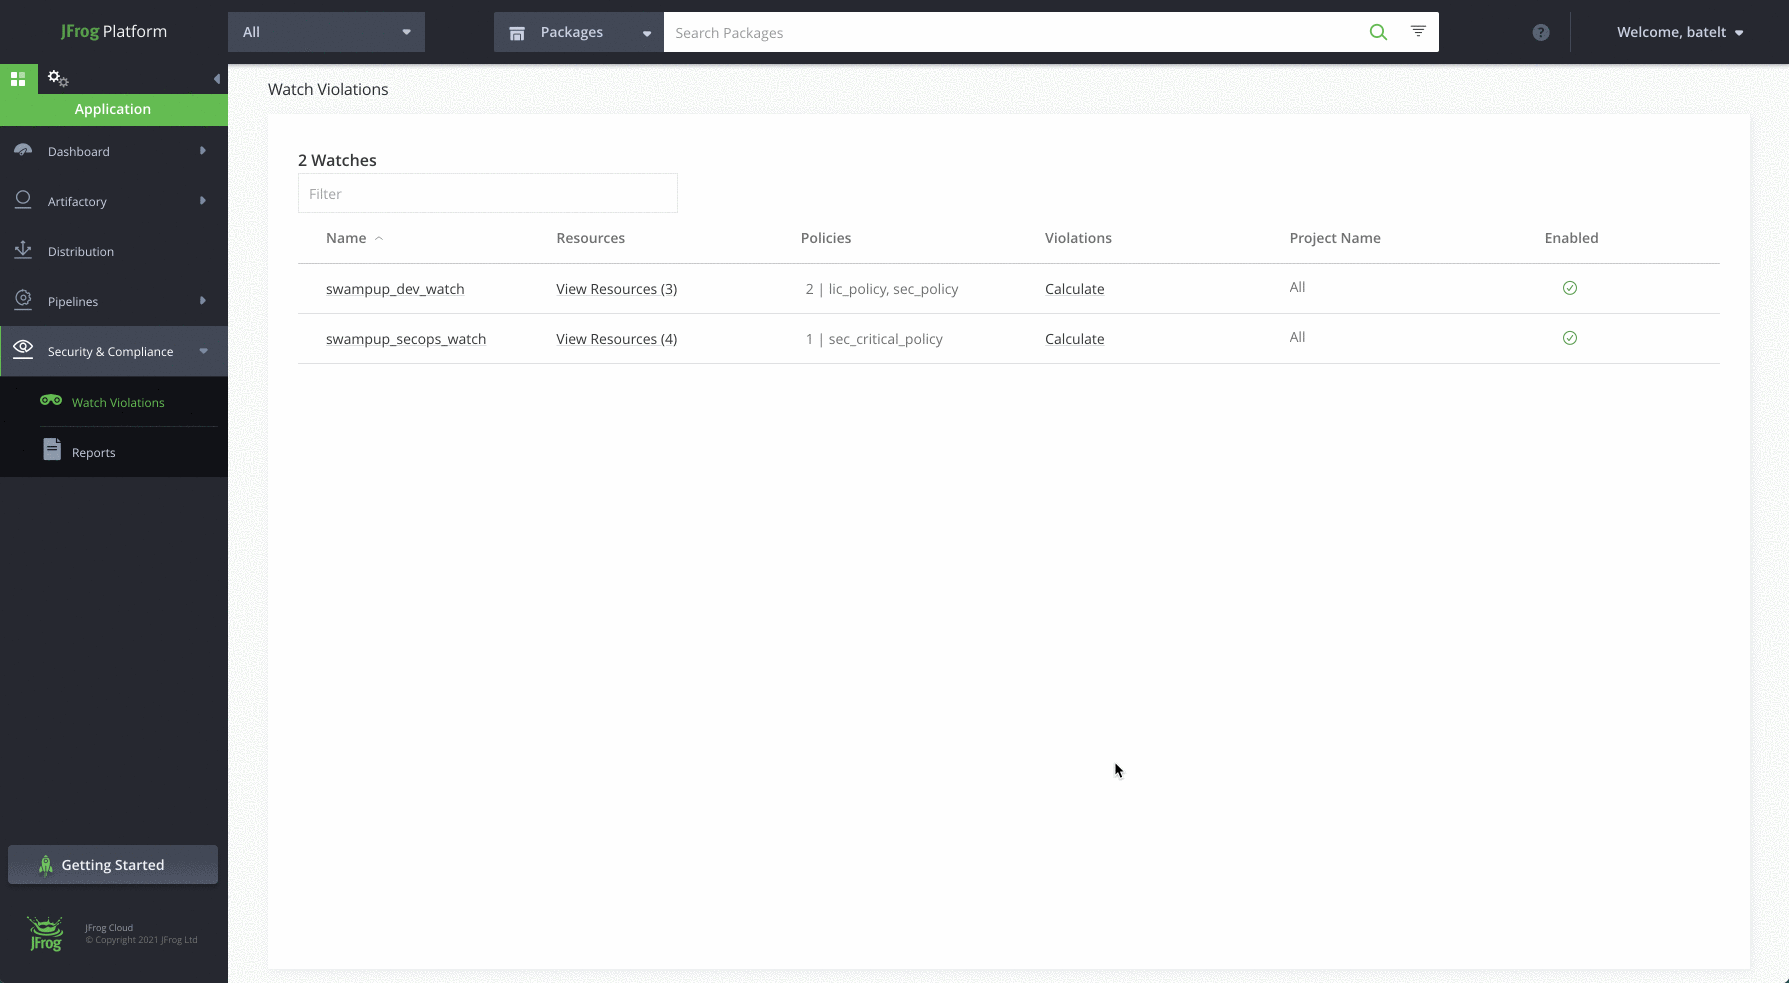 JFrog Platform
All
Packages
Search Packages
?
Welcome, batelt
Application
Dashboard
Artifactory
Distribution
Pipelines
Security & Compliance
Watch Violations
Reports
Getting Started
JFrog
JFrog Cloud
© Copyright 2021 JFrog Ltd
Watch Violations
2 Watches
Filter
Name Resources Policies Violations Project Name Enabled
swampup_dev_watch View Resources (3) 2 | lic_policy, sec_policy Calculate All
swampup_secops_watch View Resources (4) 1 | sec_critical_policy Calculate All